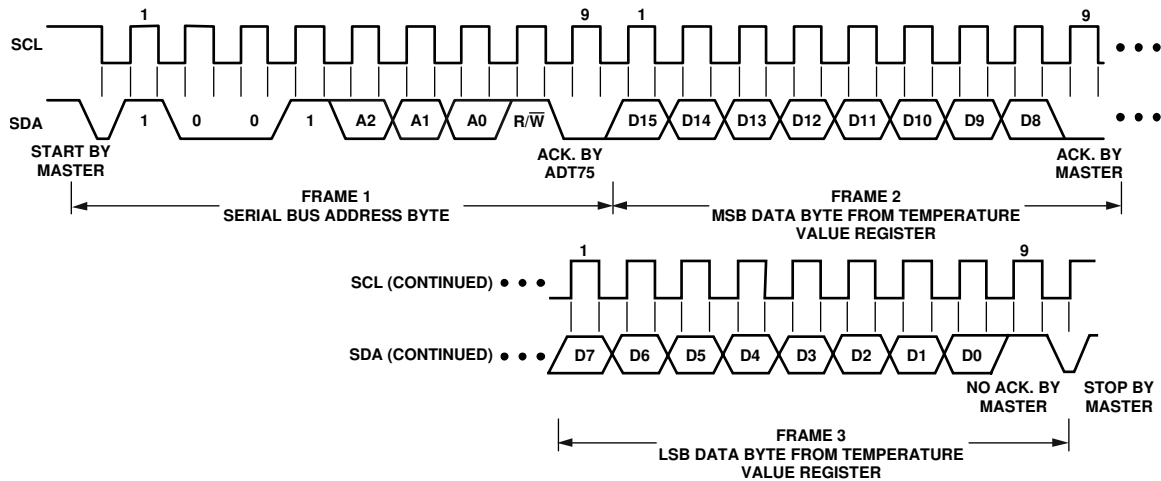 1 9 1 9
SCL
SDA 1 0 0 1 A2 A1 A0 R/W̅ D15 D14 D13 D12 D11 D10 D9 D8
START BY
MASTER
ACK. BY
ADT75
ACK. BY
MASTER
FRAME 1
SERIAL BUS ADDRESS BYTE
FRAME 2
MSB DATA BYTE FROM TEMPERATURE
VALUE REGISTER
1 9
SCL (CONTINUED)
SDA (CONTINUED) D7 D6 D5 D4 D3 D2 D1 D0
NO ACK. BY
MASTER
STOP BY
MASTER
FRAME 3
LSB DATA BYTE FROM TEMPERATURE
VALUE REGISTER